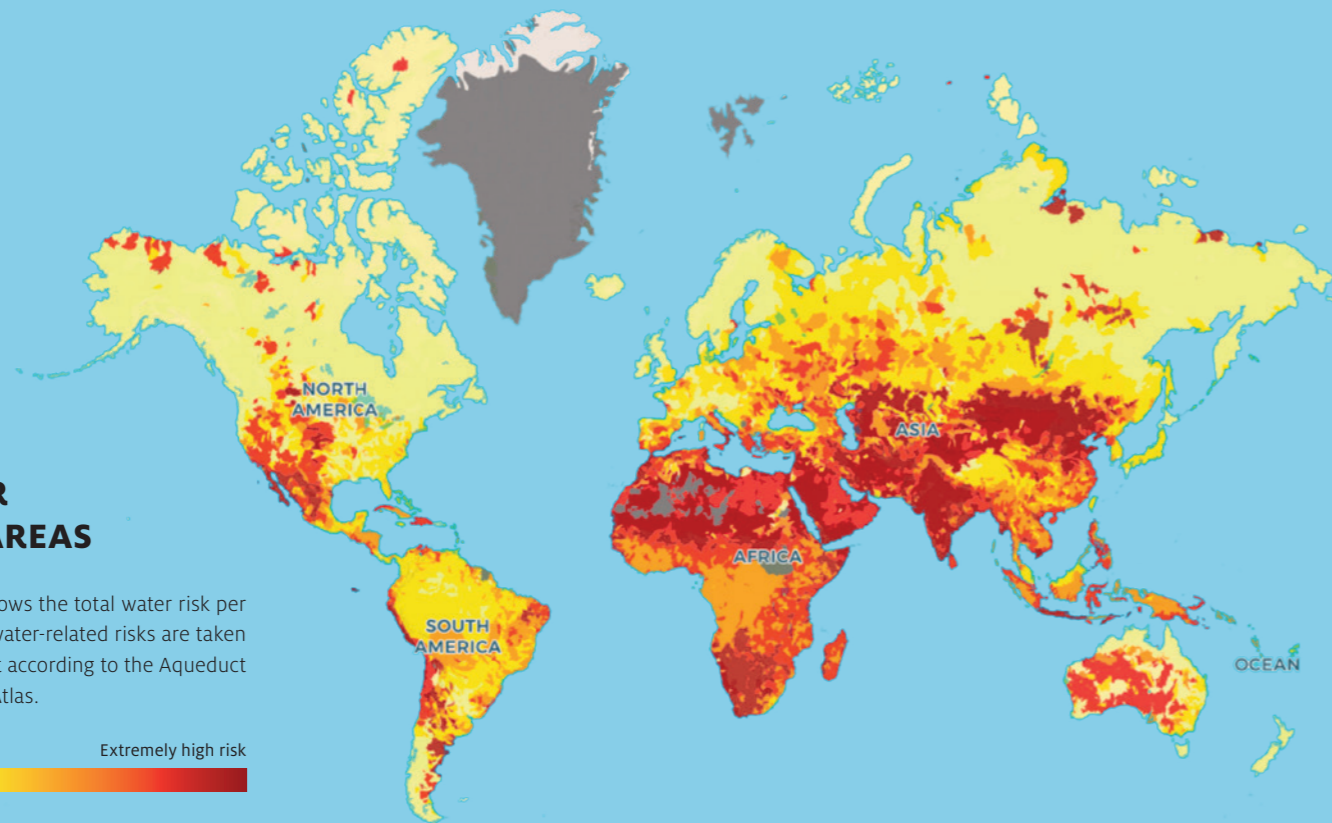 NORTH
AMERICA
ASIA
AFRICA
SOUTH
AMERICA
OCEAN
R
AREAS
ows the total water risk per
water-related risks are taken
t according to the Aqueduct
Atlas.
Extremely high risk